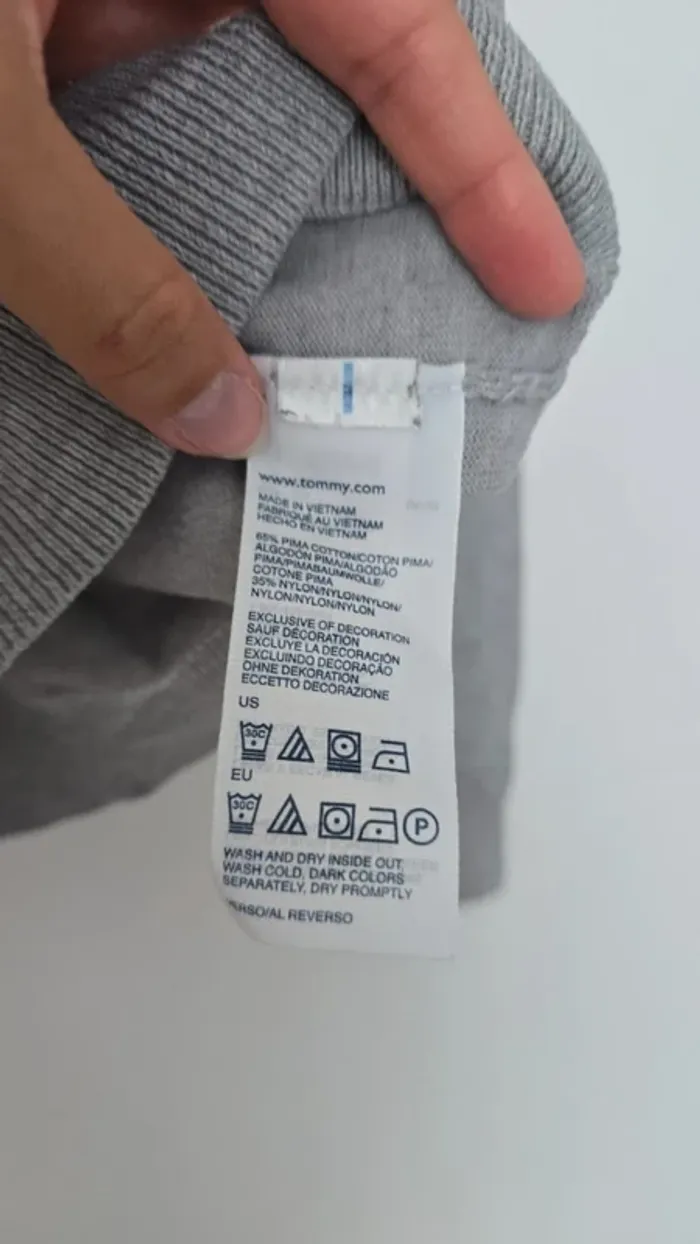 www.tommy.com
MADE IN VIETNAM
FABRIQUÉ AU VIETNAM
HECHO EN VIETNAM
65% PIMA COTTON/COTON PIMA/
ALGODÓN PIMA/ALGODÃO
PIMA/PIMABAUMWOLLE/
COTONE PIMA
35% NYLON/NYLON/NYLON/
NYLON/NYLON/NYLON
EXCLUSIVE OF DECORATION
SAUF DÉCORATION
EXCLUYE LA DECORACIÓN
EXCLUINDO DECORAÇÃO
OHNE DEKORATION
ECCETTO DECORAZIONE
US
30C
EU
30C P
WASH AND DRY INSIDE OUT,
WASH COLD, DARK COLORS
SEPARATELY, DRY PROMPTLY
REVERSO